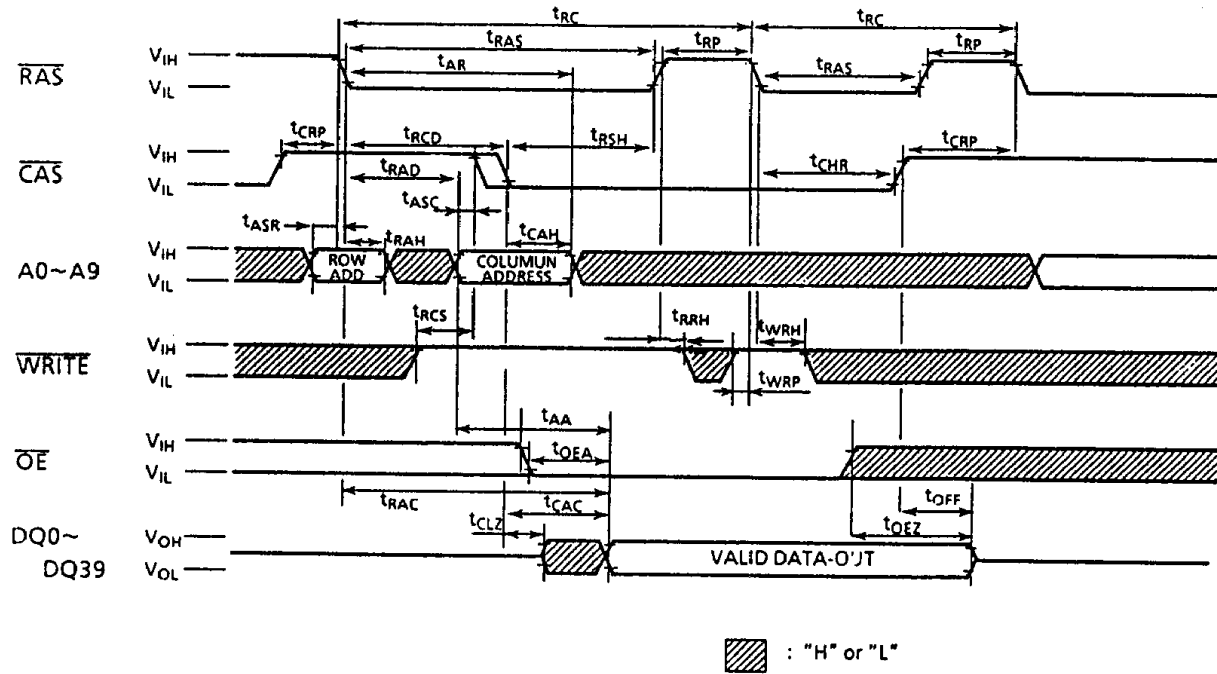 tRC tRC
tRAS tRP tRP
tAR tRAS
RAS VIH
VIL
tCRP tRCD tRSH tCRP
CAS VIH
VIL
tRAD tCHR
tASC
tASR tRAH tCAH
A0~A9 VIH
VIL
ROW ADD
COLUMUN ADDRESS
tRCS tRRH tWRH
WRITE VIH
VIL
tWRP
tAA
OE VIH
VIL
tOEA
tRAC tCAC tOFF
tCLZ tOEZ
DQ0~ VOH
DQ39 VOL
VALID DATA-OUT
: "H" or "L"